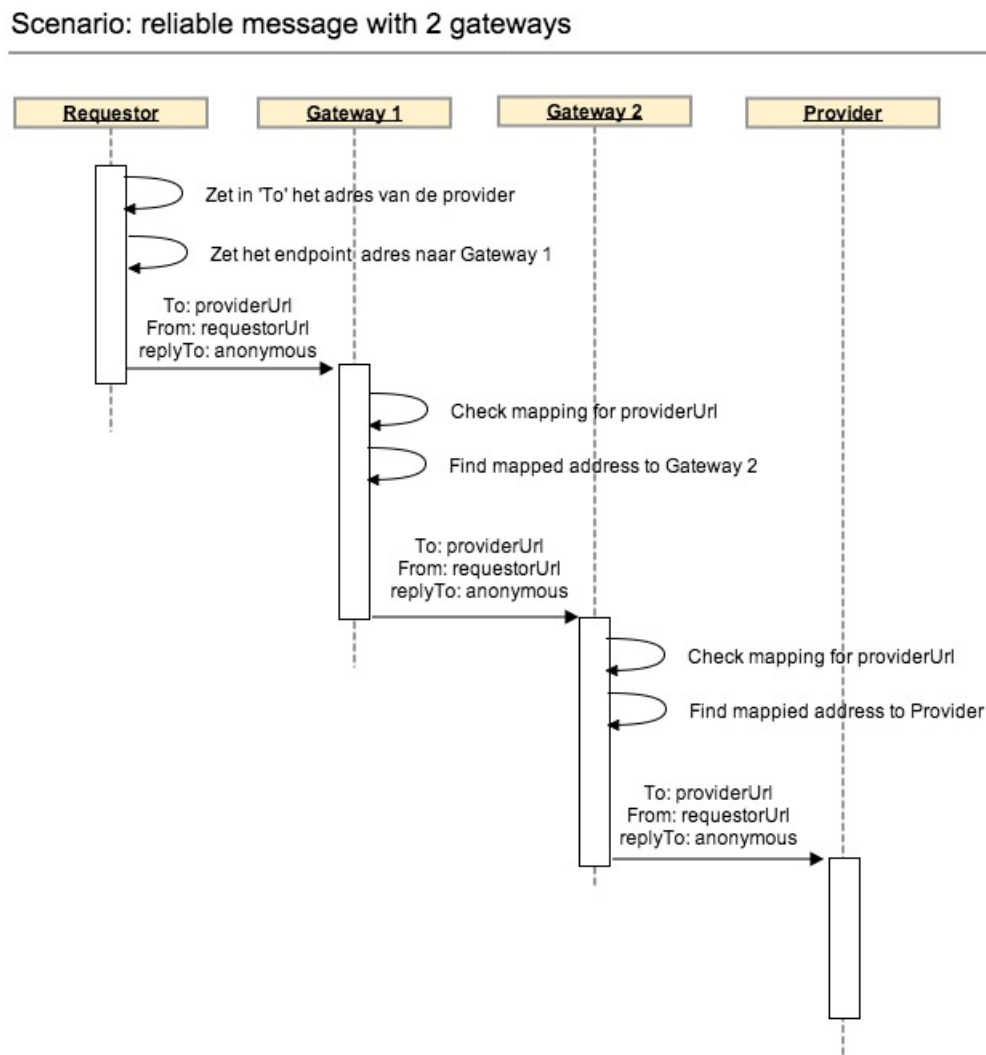 Scenario: reliable message with 2 gateways
Requestor
Gateway 1
Gateway 2
Provider
Zet in 'To' het adres van de provider
Zet het endpoint adres naar Gateway 1
To: providerUrl
From: requestorUrl
replyTo: anonymous
Check mapping for providerUrl
Find mapped address to Gateway 2
To: providerUrl
From: requestorUrl
replyTo: anonymous
Check mapping for providerUrl
Find mappied address to Provider
To: providerUrl
From: requestorUrl
replyTo: anonymous